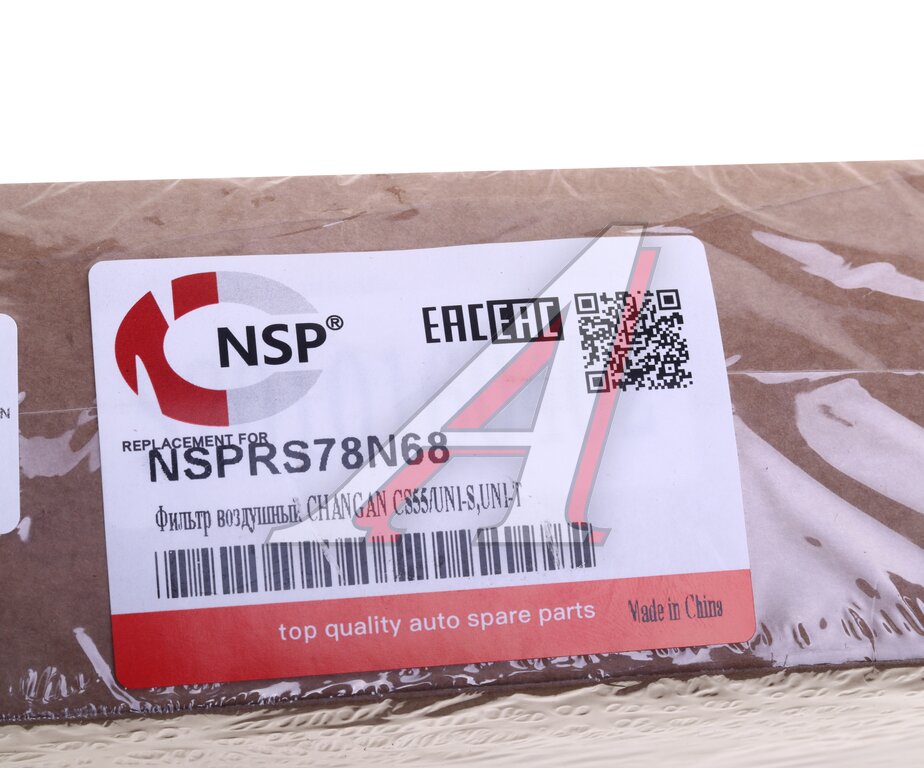 NSP®
EAC EAC
REPLACEMENT FOR
NSPRS78N68
Фильтр воздушный CHANGAN CS55/UNI-S,UNI-T
top quality auto spare parts
Made in China
N